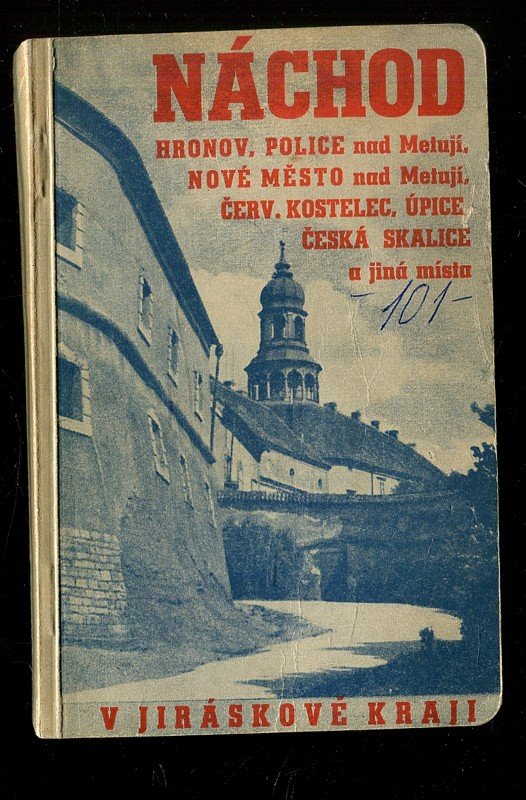 NÁCHOD
HRONOV, POLICE nad Metují,
NOVÉ MĚSTO nad Metují,
ČERV. KOSTELEC, ÚPICE
ČESKÁ SKALICE
a jiná místa
-101-
V JIRÁSKOVĚ KRAJI